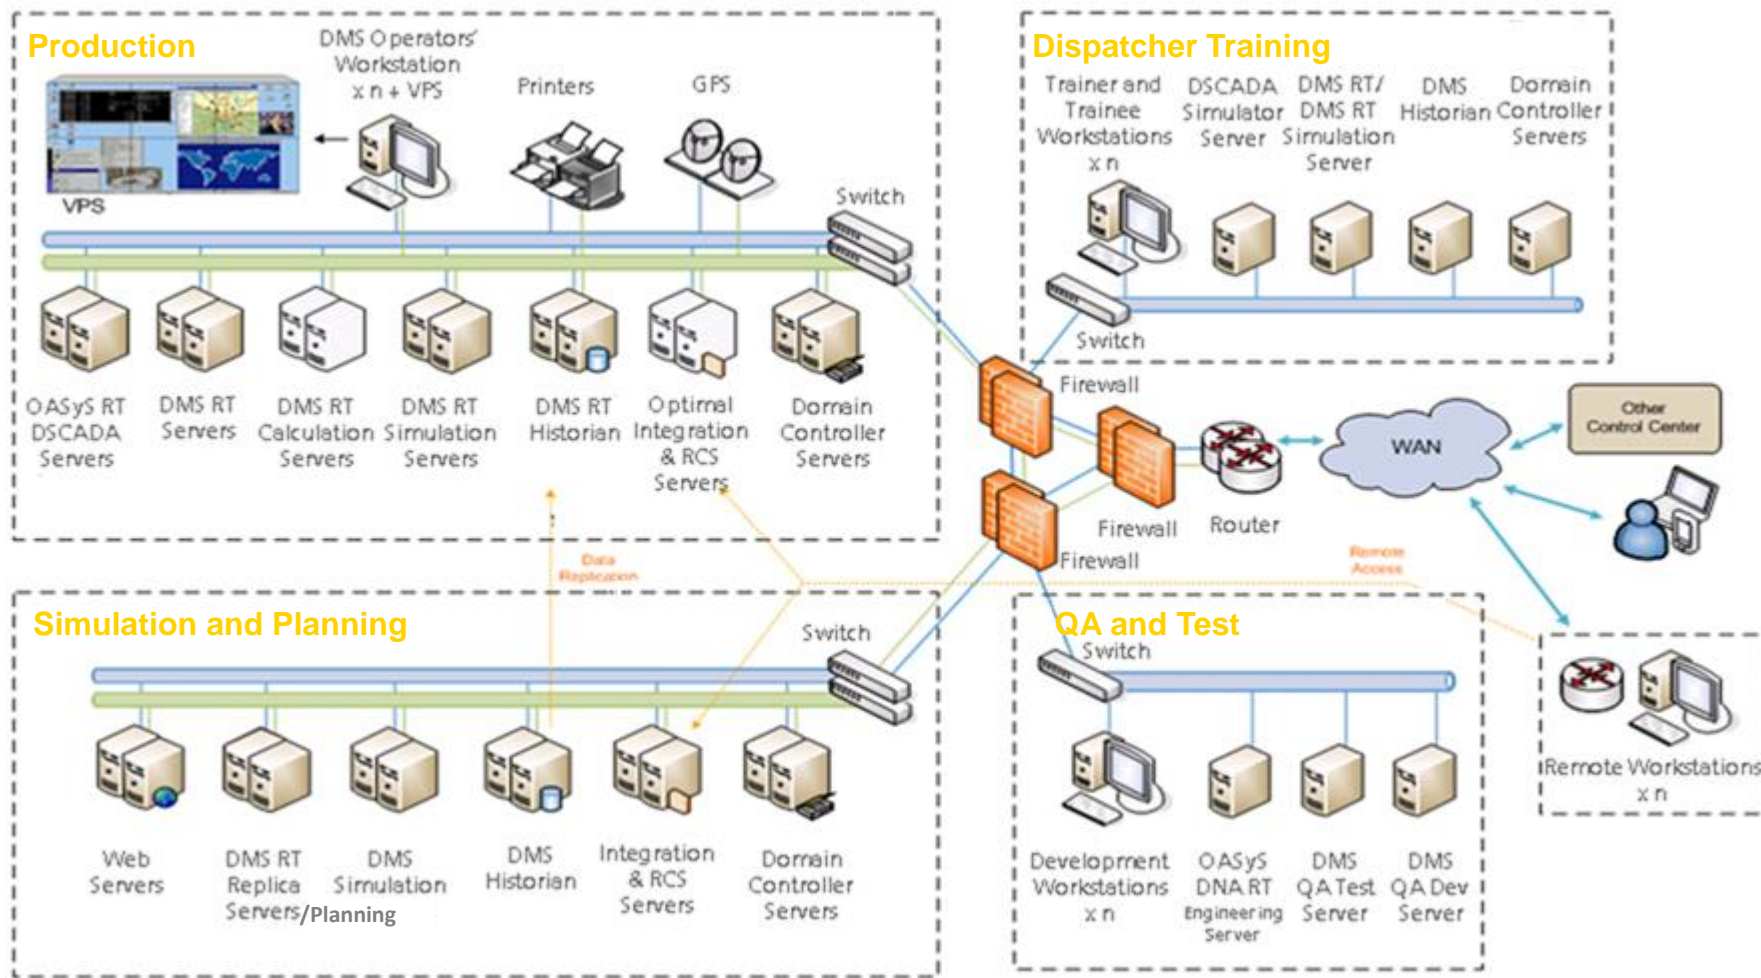 Production
DMS Operators'
Workstation
x n + VPS
Printers
GPS
VPS
Switch
OASyS RT
DSCADA
Servers
DMS RT
Servers
DMS RT
Calculation
Servers
DMS RT
Simulation
Servers
DMS RT
Historian
Optimal
Integration
& RCS
Servers
Domain
Controller
Servers
Dispatcher Training
Trainer and
Trainee
Workstations
x n
DSCADA
Simulator
Server
DMS RT/
DMS RT
Simulation
Server
DMS
Historian
Domain
Controller
Servers
Switch
Firewall
Firewall
Firewall
Router
WAN
Other
Control Center
Data
Replication
Remote
Access
Simulation and Planning
Switch
Web
Servers
DMS RT
Replica
Servers/Planning
DMS
Simulation
DMS
Historian
Integration
& RCS
Servers
Domain
Controller
Servers
QA and Test
Switch
Development
Workstations
x n
OASyS
DNA RT
Engineering
Server
DMS
QA Test
Server
DMS
QA Dev
Server
Remote Workstations
x n